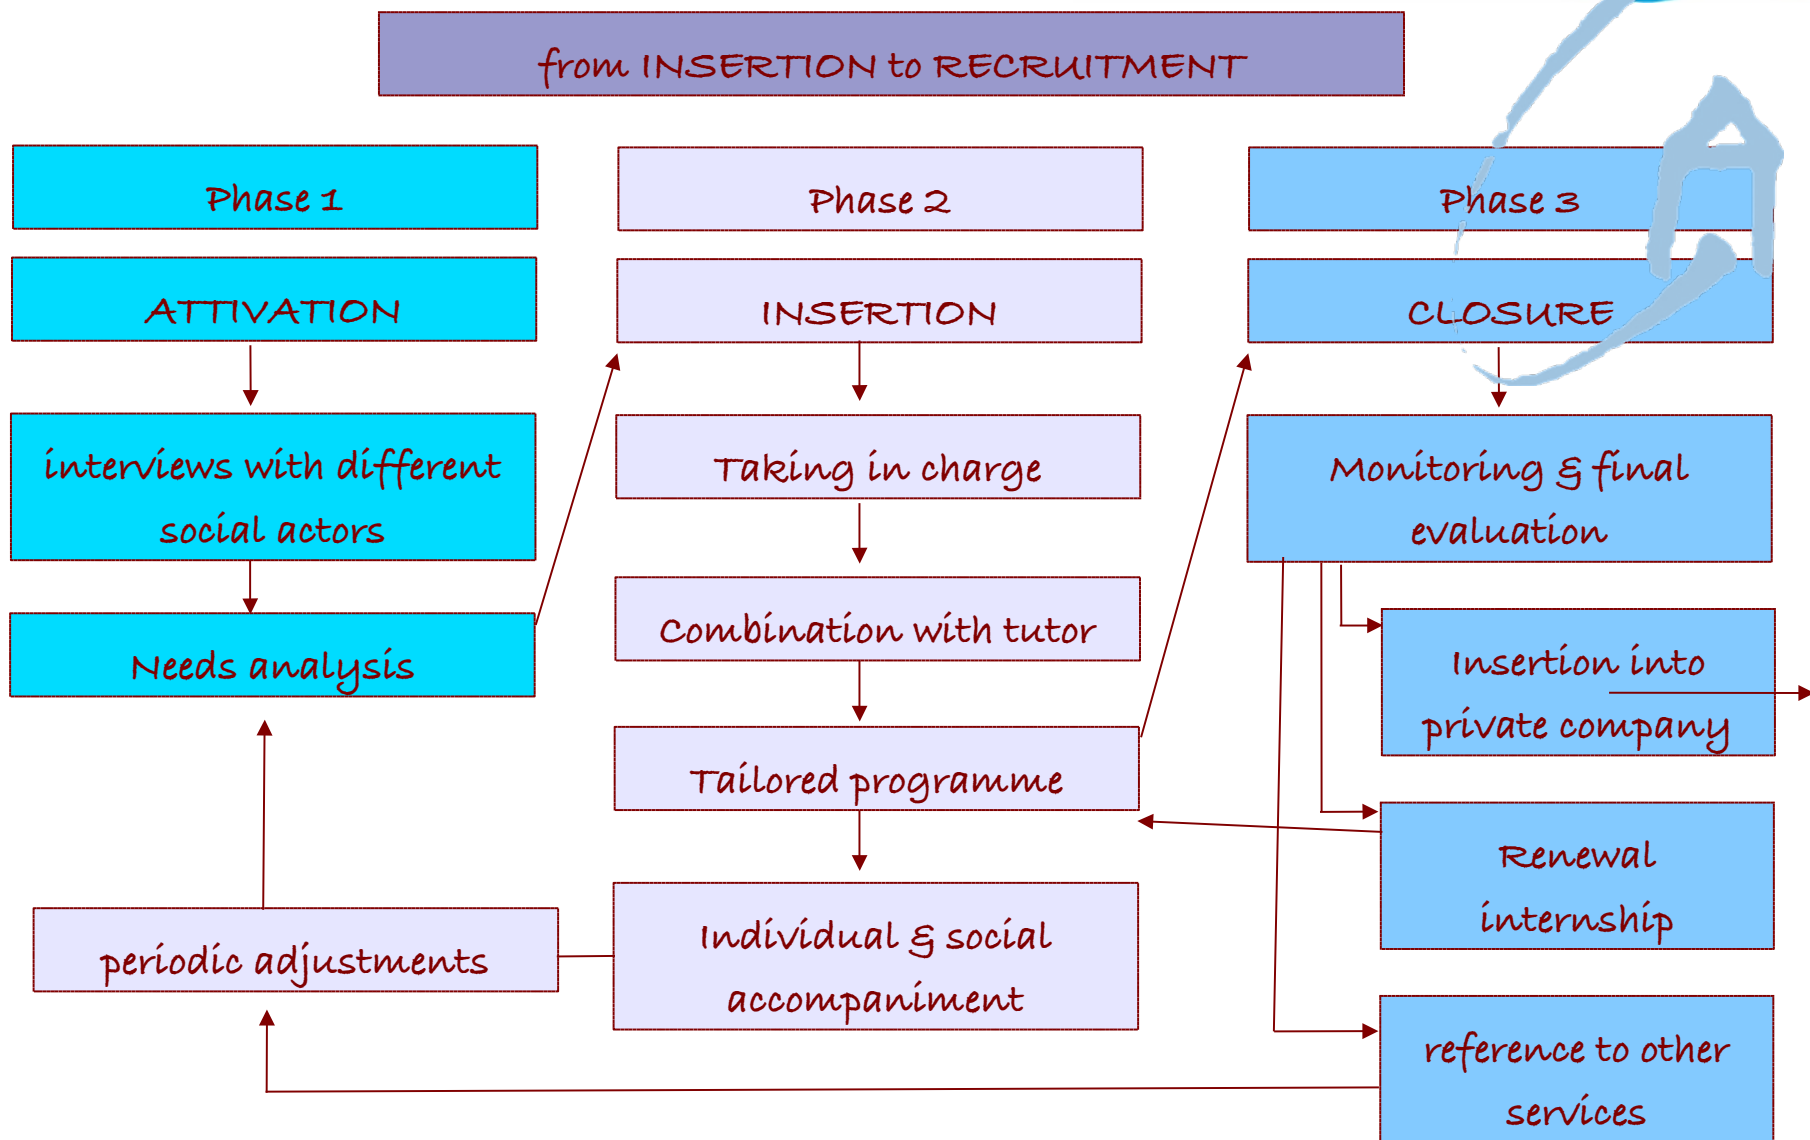 from INSERTION to RECRUITMENT
Phase 1
ATTIVATION
interviews with different
social actors
Needs analysis
periodic adjustments
Phase 2
INSERTION
Taking in charge
Combination with tutor
Tailored programme
Individual & social
accompaniment
Phase 3
CLOSURE
Monitoring & final
evaluation
Insertion into
private company
Renewal
internship
reference to other
services